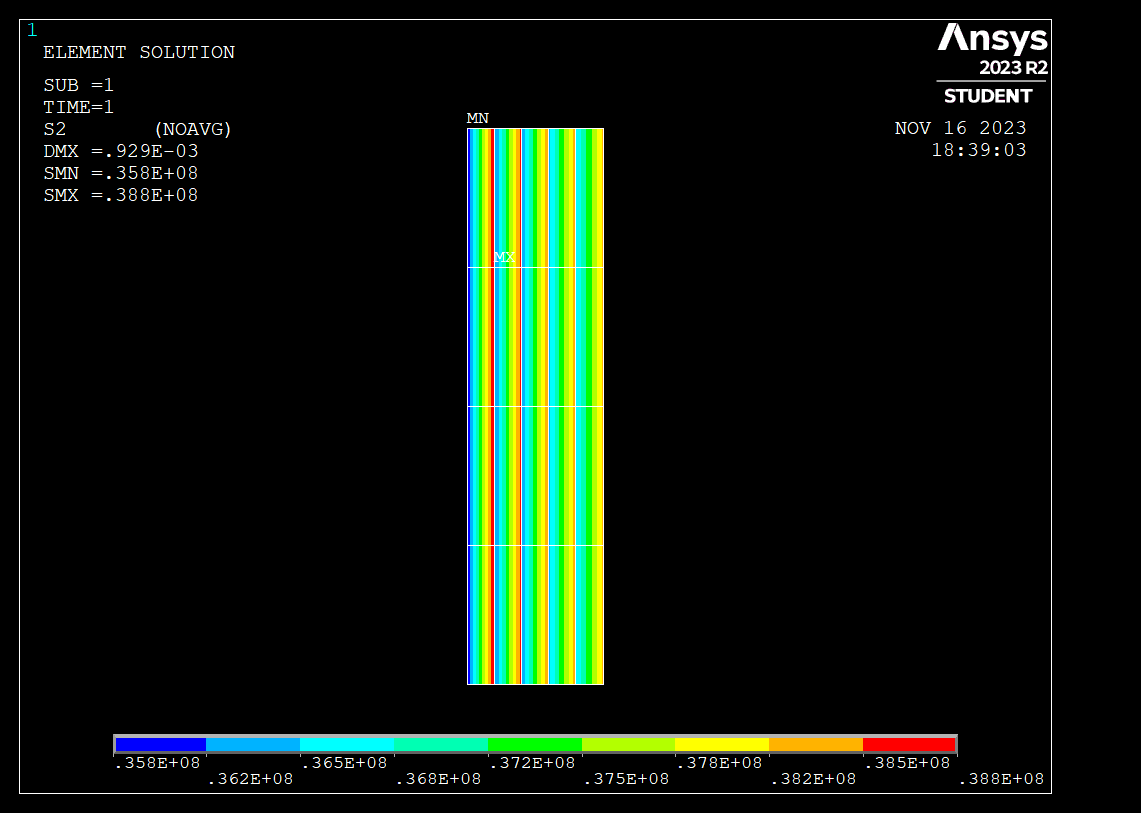 1
ELEMENT SOLUTION
SUB =1
TIME=1
S2 (NOAVG)
DMX =.929E-03
SMN =.358E+08
SMX =.388E+08
Ansys
2023 R2
STUDENT
NOV 16 2023
18:39:03
MN
MX
.358E+08 .365E+08 .372E+08 .378E+08 .385E+08
.362E+08 .368E+08 .375E+08 .382E+08 .388E+08